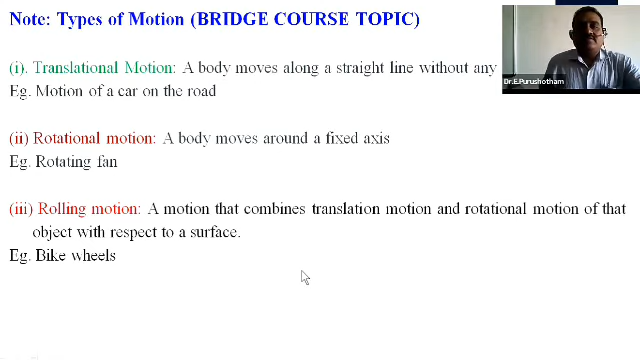 Note: Types of Motion (BRIDGE COURSE TOPIC)
(i). Translational Motion: A body moves along a straight line without any
Dr.E.Purushotham
Eg. Motion of a car on the road
(ii) Rotational motion: A body moves around a fixed axis
Eg. Rotating fan
(iii) Rolling motion: A motion that combines translation motion and rotational motion of that
object with respect to a surface.
Eg. Bike wheels